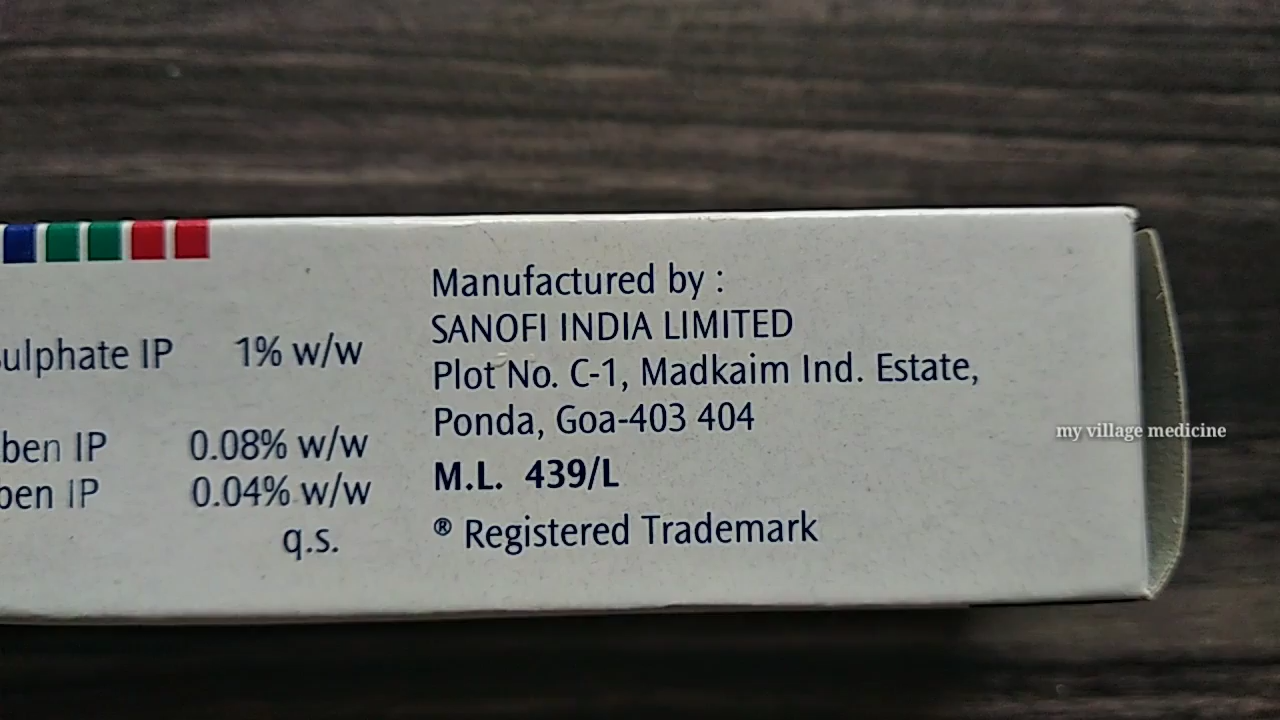 ulphate IP 1% w/w
ben IP 0.08% w/w
ben IP 0.04% w/w
q.s.
Manufactured by :
SANOFI INDIA LIMITED
Plot No. C-1, Madkaim Ind. Estate,
Ponda, Goa-403 404
M.L. 439/L
® Registered Trademark
my village medicine